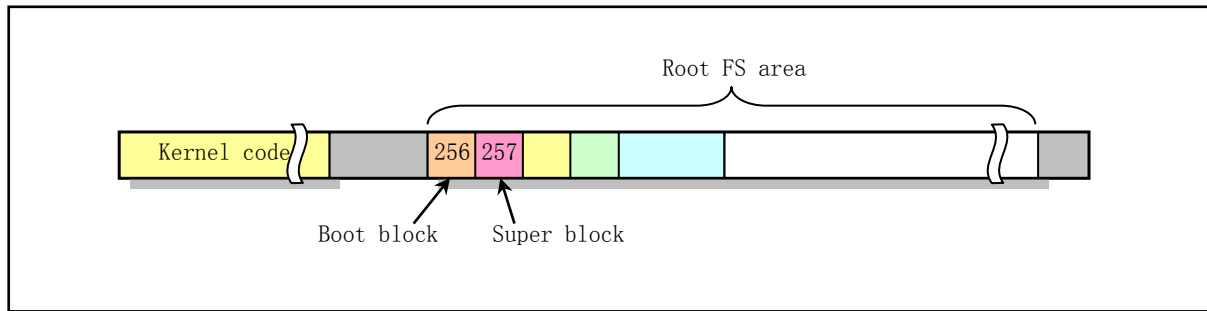 Root FS area
Kernel code
256
257
Boot block
Super block